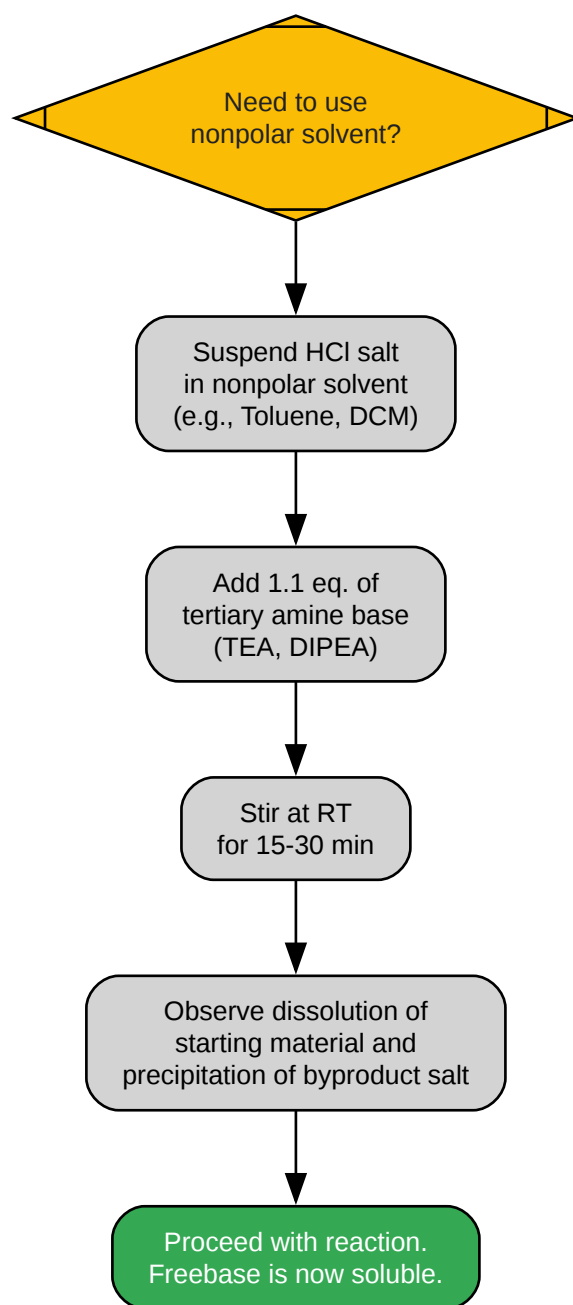 Need to use
nonpolar solvent?
Suspend HCl salt
in nonpolar solvent
(e.g., Toluene, DCM)
Add 1.1 eq. of
tertiary amine base
(TEA, DIPEA)
Stir at RT
for 15-30 min
Observe dissolution of
starting material and
precipitation of byproduct salt
Proceed with reaction.
Freebase is now soluble.